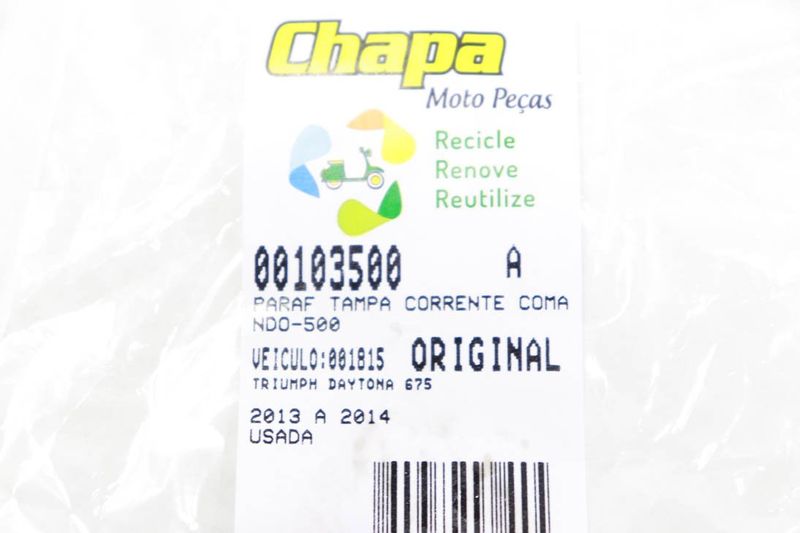 Chapa
Moto Peças
Recicle
Renove
Reutilize
00103500 A
PARAF TAMPA CORRENTE COMA
NDO-500
VEICULO:001815 ORIGINAL
TRIUMPH DAYTONA 675
2013 A 2014
USADA